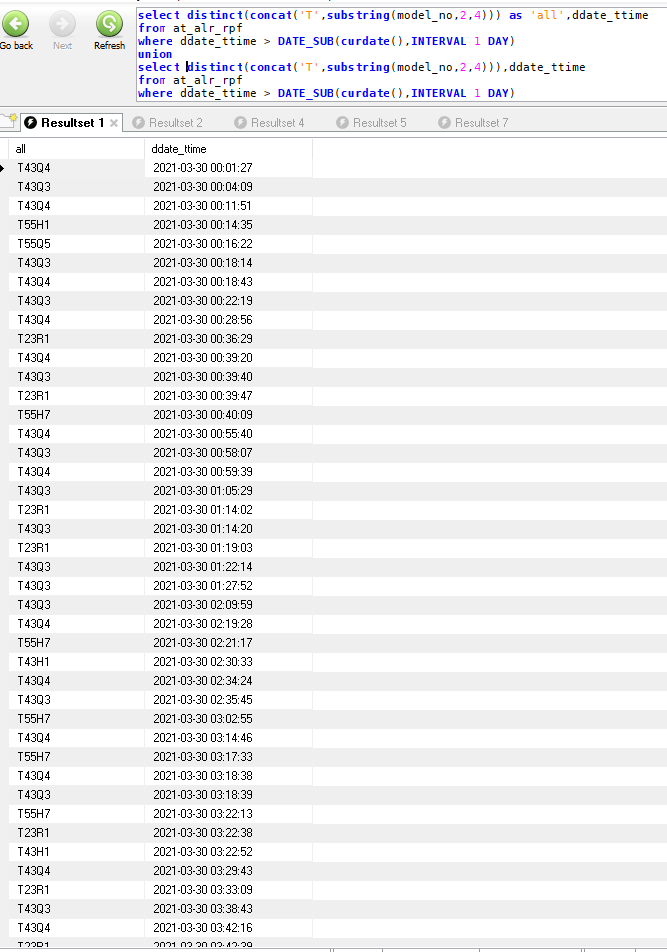 select distinct(concat('T',substring(model_no,2,4))) as 'all',ddate_ttime
from at_alr_rpf
where ddate_ttime > DATE_SUB(curdate(),INTERVAL 1 DAY)
union
select distinct(concat('T',substring(model_no,2,4))),ddate_ttime
from at_alr_rpf
where ddate_ttime > DATE_SUB(curdate(),INTERVAL 1 DAY)
Go back Next Refresh
Resultset 1 Resultset 2 Resultset 4 Resultset 5 Resultset 7
all ddate_ttime
T43Q4 2021-03-30 00:01:27
T43Q3 2021-03-30 00:04:09
T43Q4 2021-03-30 00:11:51
T55H1 2021-03-30 00:14:35
T55Q5 2021-03-30 00:16:22
T43Q3 2021-03-30 00:18:14
T43Q4 2021-03-30 00:18:43
T43Q3 2021-03-30 00:22:19
T43Q4 2021-03-30 00:28:56
T23R1 2021-03-30 00:36:29
T43Q4 2021-03-30 00:39:20
T43Q3 2021-03-30 00:39:40
T23R1 2021-03-30 00:39:47
T55H7 2021-03-30 00:40:09
T43Q4 2021-03-30 00:55:40
T43Q3 2021-03-30 00:58:07
T43Q4 2021-03-30 00:59:39
T43Q3 2021-03-30 01:05:29
T23R1 2021-03-30 01:14:02
T43Q3 2021-03-30 01:14:20
T23R1 2021-03-30 01:19:03
T43Q3 2021-03-30 01:22:14
T43Q3 2021-03-30 01:27:52
T43Q3 2021-03-30 02:09:59
T43Q4 2021-03-30 02:19:28
T55H7 2021-03-30 02:21:17
T43H1 2021-03-30 02:30:33
T43Q4 2021-03-30 02:34:24
T43Q3 2021-03-30 02:35:45
T55H7 2021-03-30 03:02:55
T43Q4 2021-03-30 03:14:46
T55H7 2021-03-30 03:17:33
T43Q4 2021-03-30 03:18:38
T43Q3 2021-03-30 03:18:39
T55H7 2021-03-30 03:22:13
T23R1 2021-03-30 03:22:38
T43H1 2021-03-30 03:22:52
T43Q4 2021-03-30 03:29:43
T23R1 2021-03-30 03:33:09
T43Q3 2021-03-30 03:38:43
T43Q4 2021-03-30 03:42:16
T23R1 2021-03-30 03:42:39